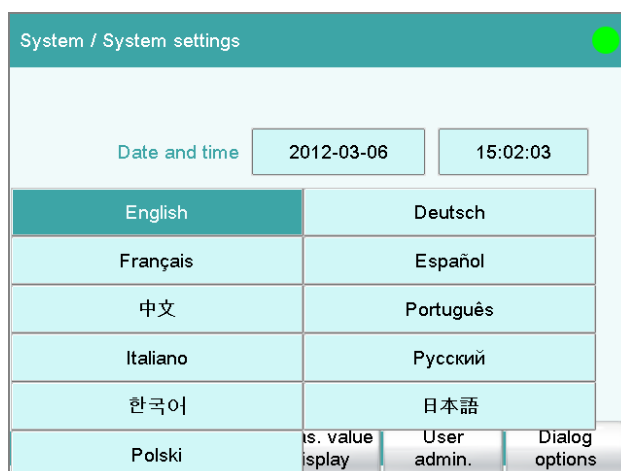 System / System settings
Date and time 2012-03-06 15:02:03
English Deutsch
Français Español
中文 Português
Italiano Русский
한국어 日本語
Polski
value User Dialog
admin. options